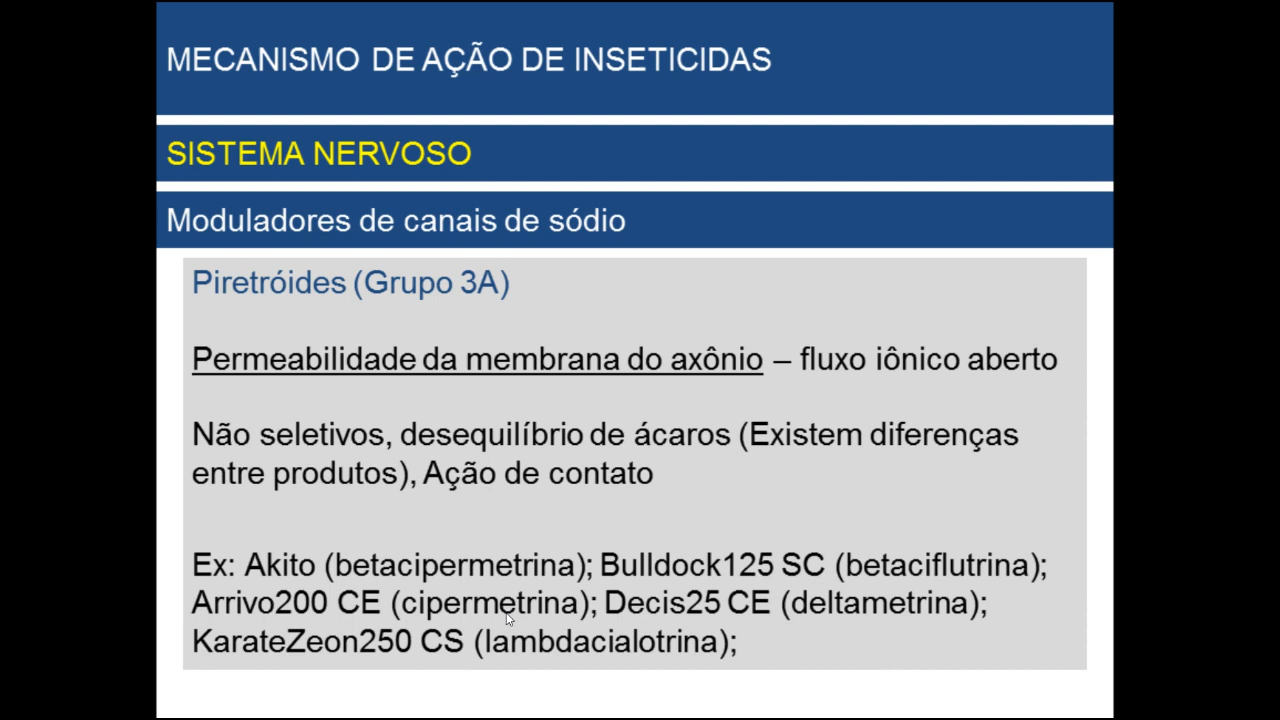 MECANISMO DE AÇÃO DE INSETICIDAS
SISTEMA NERVOSO
Moduladores de canais de sódio
Piretróides (Grupo 3A)
Permeabilidade da membrana do axônio – fluxo iônico aberto
Não seletivos, desequilíbrio de ácaros (Existem diferenças
entre produtos), Ação de contato
Ex: Akito (betacipermetrina); Bulldock125 SC (betaciflutrina);
Arrivo200 CE (cipermetrina); Decis25 CE (deltametrina);
KarateZeon250 CS (lambdacialotrina);